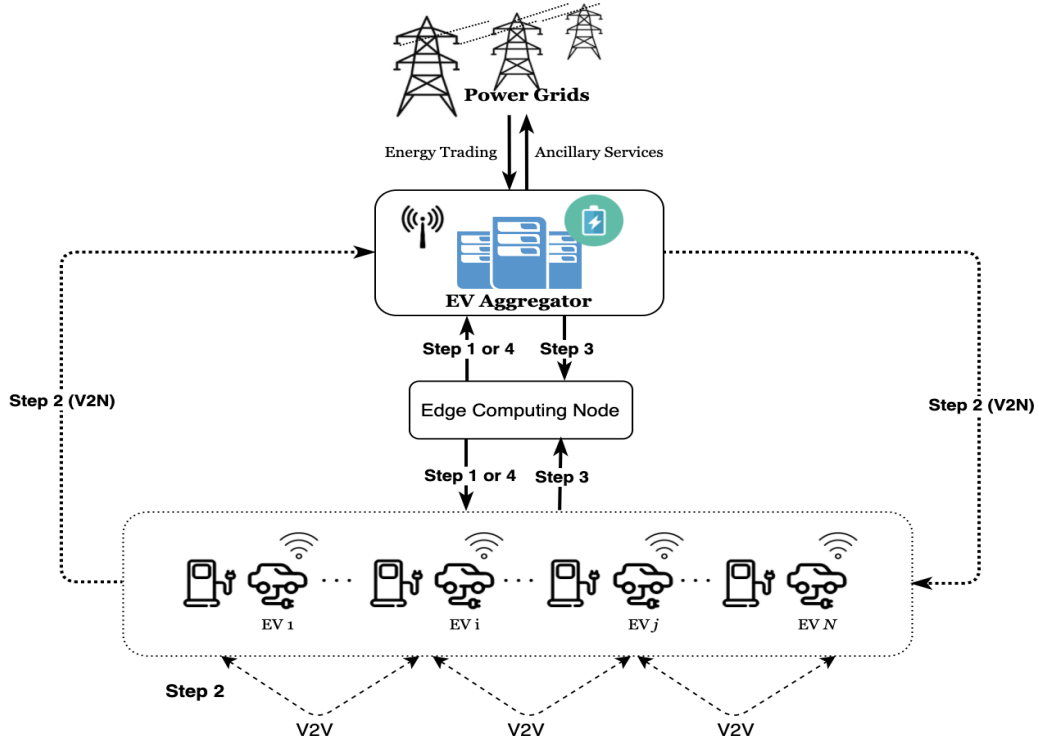 Power Grids
Energy Trading
Ancillary Services
EV Aggregator
Step 1 or 4
Step 3
Step 2 (V2N)
Edge Computing Node
Step 2 (V2N)
Step 1 or 4
Step 3
EV 1
EV i
EV j
EV N
Step 2
V2V
V2V
V2V